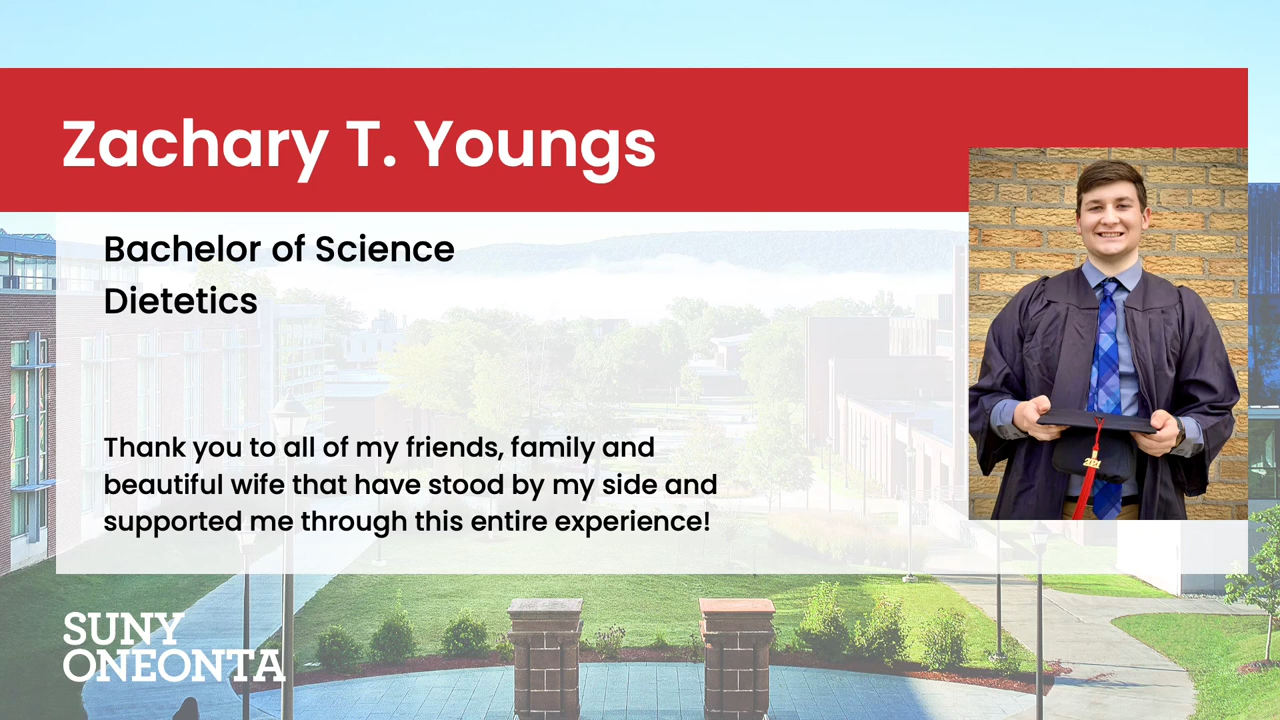 Zachary T. Youngs
Bachelor of Science
Dietetics
Thank you to all of my friends, family and
beautiful wife that have stood by my side and
supported me through this entire experience!
2021
SUNY
ONEONTA